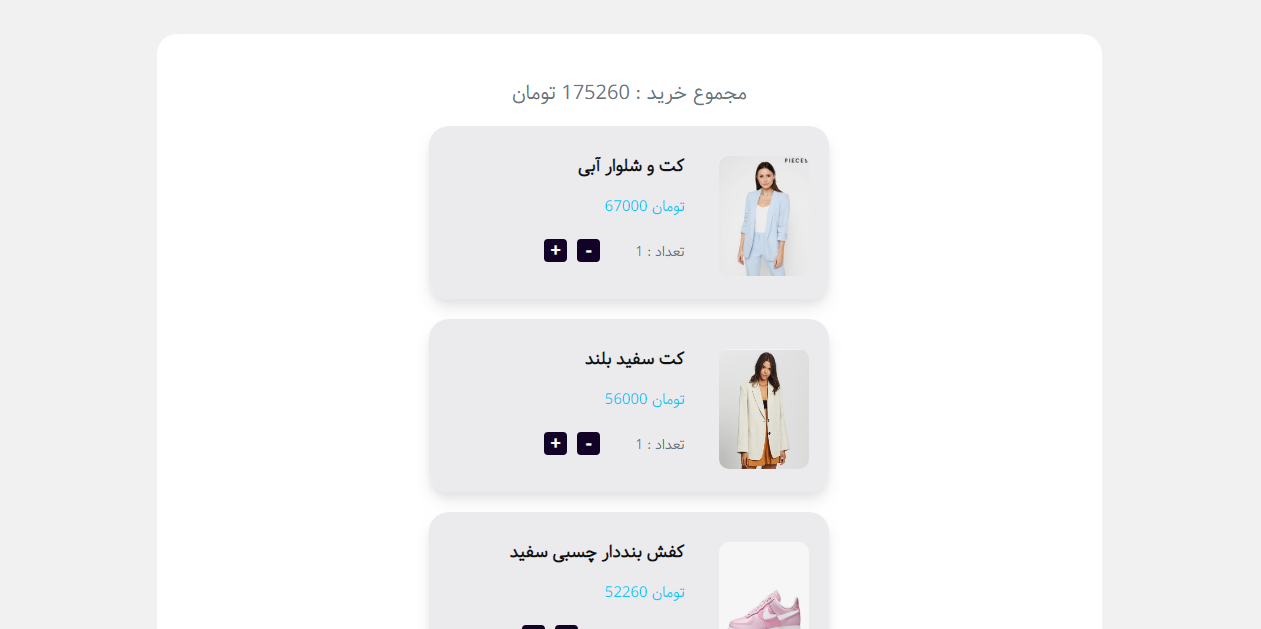 مجموع خرید : 175260 تومان
PIECES
کت و شلوار آبی
تومان 67000
تعداد : 1
- +
کت سفید بلند
تومان 56000
تعداد : 1
- +
کفش بنددار چسبی سفید
تومان 52260